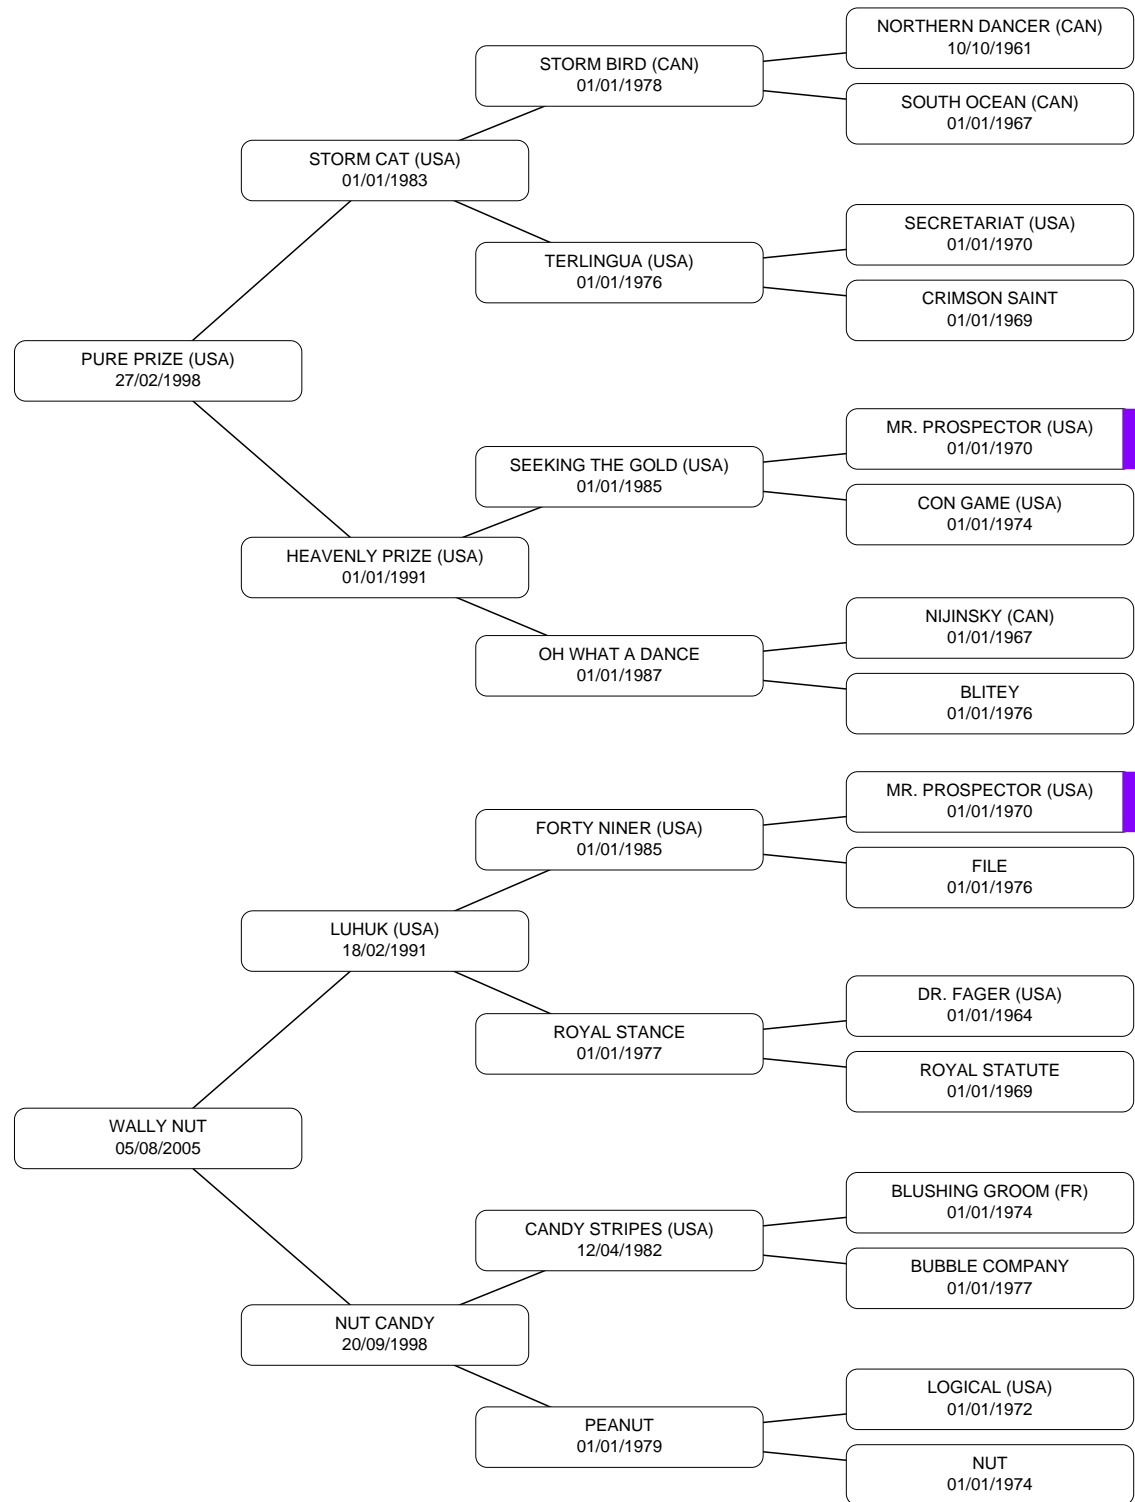 NORTHERN DANCER (CAN)
10/10/1961
STORM BIRD (CAN)
01/01/1978
SOUTH OCEAN (CAN)
01/01/1967
STORM CAT (USA)
01/01/1983
SECRETARIAT (USA)
01/01/1970
TERLINGUA (USA)
01/01/1976
CRIMSON SAINT
01/01/1969
PURE PRIZE (USA)
27/02/1998
MR. PROSPECTOR (USA)
01/01/1970
SEEKING THE GOLD (USA)
01/01/1985
CON GAME (USA)
01/01/1974
HEAVENLY PRIZE (USA)
01/01/1991
NIJINSKY (CAN)
01/01/1967
OH WHAT A DANCE
01/01/1987
BLITEY
01/01/1976
MR. PROSPECTOR (USA)
01/01/1970
FORTY NINER (USA)
01/01/1985
FILE
01/01/1976
LUHUK (USA)
18/02/1991
DR. FAGER (USA)
01/01/1964
ROYAL STANCE
01/01/1977
ROYAL STATUTE
01/01/1969
WALLY NUT
05/08/2005
BLUSHING GROOM (FR)
01/01/1974
CANDY STRIPES (USA)
12/04/1982
BUBBLE COMPANY
01/01/1977
NUT CANDY
20/09/1998
LOGICAL (USA)
01/01/1972
PEANUT
01/01/1979
NUT
01/01/1974